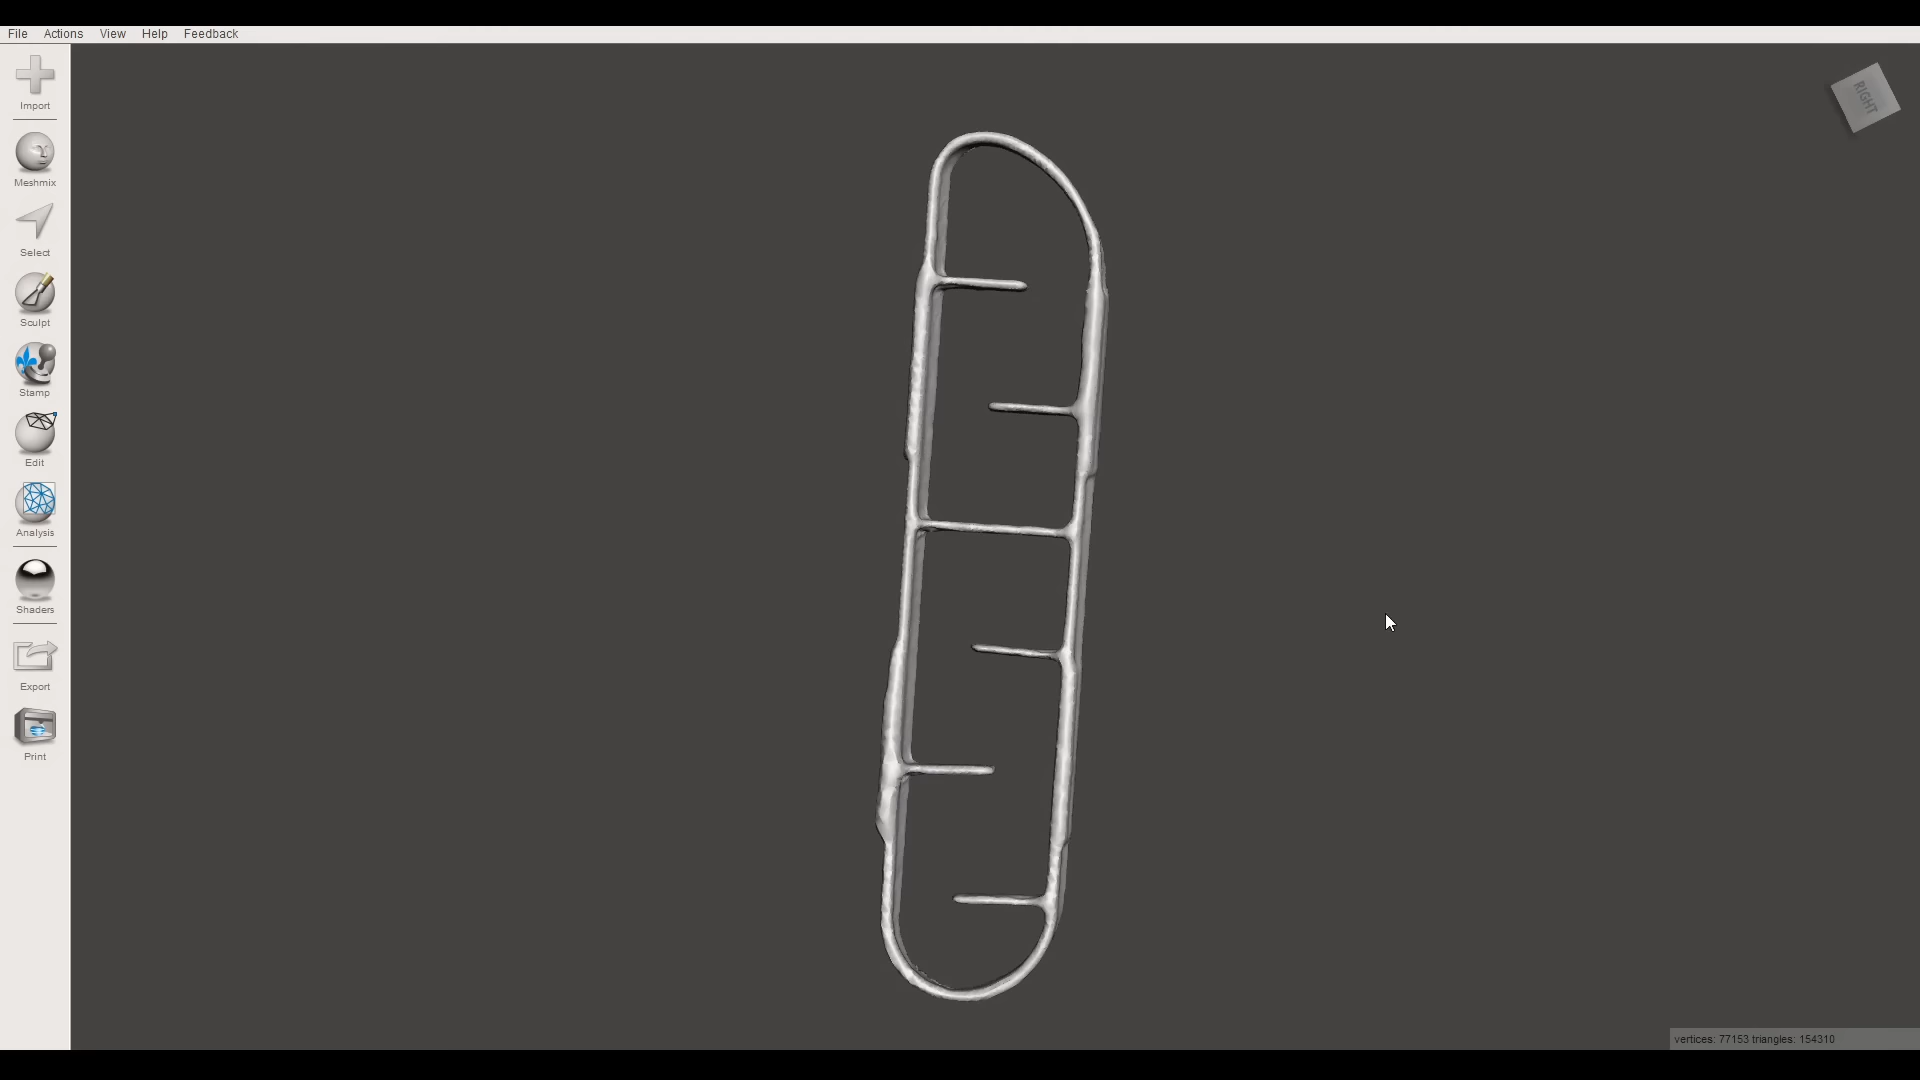 File Actions View Help Feedback
Import
Meshmix
Select
Sculpt
Stamp
Edit
Analysis
Shaders
Export
Print
RIGHT
vertices: 77153 triangles: 154310